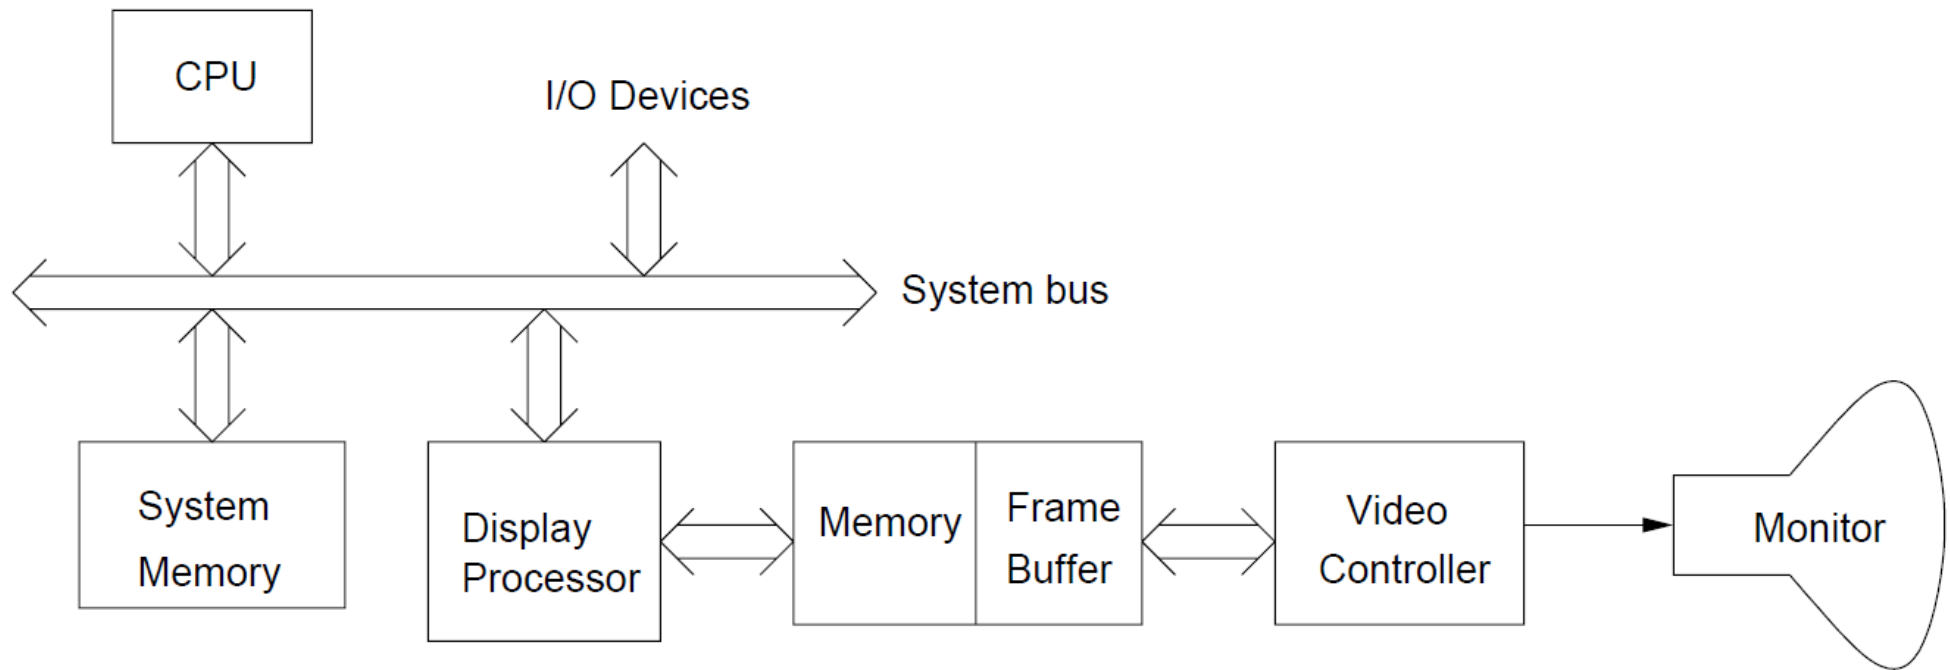 CPU
I/O Devices
System bus
System
Memory
Display
Processor
Memory
Frame
Buffer
Video
Controller
Monitor